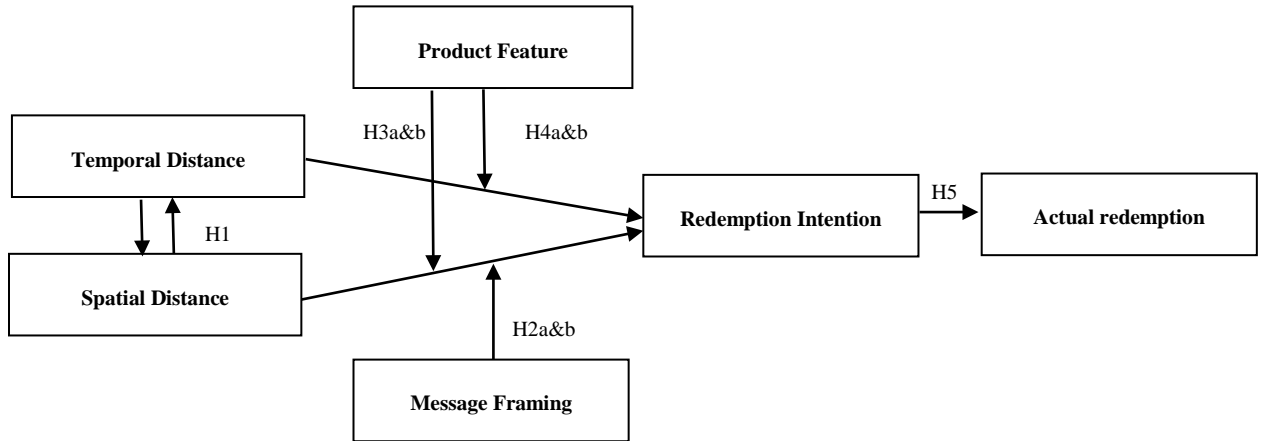 Product Feature
H3a&b
H4a&b
Temporal Distance
Redemption Intention
H5
Actual redemption
H1
Spatial Distance
H2a&b
Message Framing